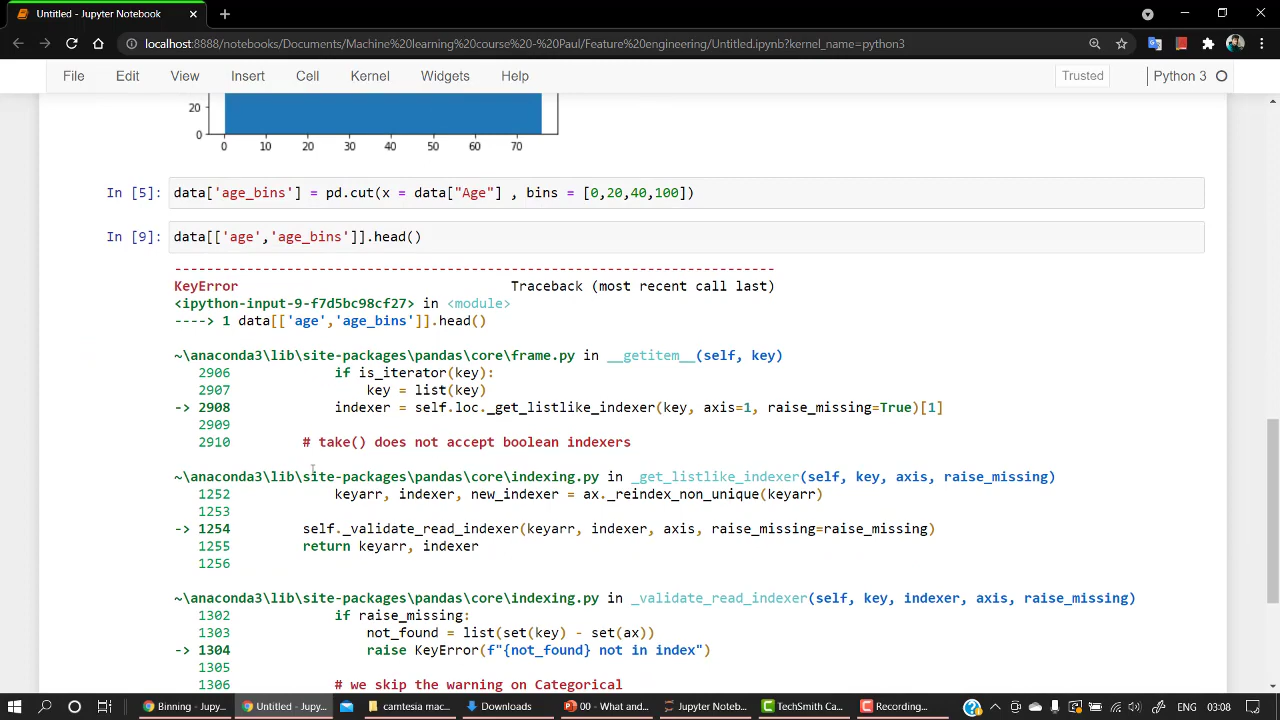 Untitled - Jupyter Notebook
localhost:8888/notebooks/Documents/Machine%20learning%20course%20-%20Paul/Feature%20engineering/Untitled.ipynb?kernel_name=python3
File Edit View Insert Cell Kernel Widgets Help Trusted Python 3
20
0
0 10 20 30 40 50 60 70
In [5]: data['age_bins'] = pd.cut(x = data["Age"] , bins = [0,20,40,100])
In [9]: data[['age','age_bins']].head()
---------------------------------------------------------------------------
KeyError Traceback (most recent call last)
<ipython-input-9-f7d5bc98cf27> in <module>
----> 1 data[['age','age_bins']].head()
~\anaconda3\lib\site-packages\pandas\core\frame.py in __getitem__(self, key)
2906 if is_iterator(key):
2907 key = list(key)
-> 2908 indexer = self.loc._get_listlike_indexer(key, axis=1, raise_missing=True)[1]
2909
2910 # take() does not accept boolean indexers
~\anaconda3\lib\site-packages\pandas\core\indexing.py in _get_listlike_indexer(self, key, axis, raise_missing)
1252 keyarr, indexer, new_indexer = ax._reindex_non_unique(keyarr)
1253
-> 1254 self._validate_read_indexer(keyarr, indexer, axis, raise_missing=raise_missing)
1255 return keyarr, indexer
1256
~\anaconda3\lib\site-packages\pandas\core\indexing.py in _validate_read_indexer(self, key, indexer, axis, raise_missing)
1302 if raise_missing:
1303 not_found = list(set(key) - set(ax))
-> 1304 raise KeyError(f"{not_found} not in index")
1305
1306 # we skip the warning on Categorical
Binning - Jupy... Untitled - Jupy... camtesia mac... Downloads 00 - What and... Jupyter Noteb... TechSmith Ca... Recording... ENG 03:08